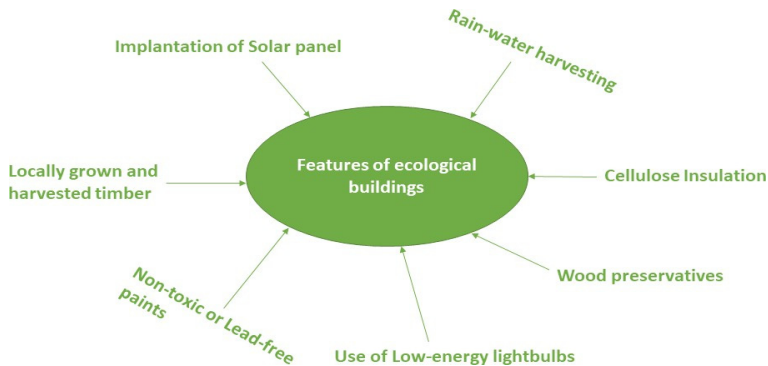 Implantation of Solar panel
Rain-water harvesting
Features of ecological
buildings
Locally grown and
harvested timber
Cellulose Insulation
Wood preservatives
Non-toxic or Lead-free
paints
Use of Low-energy lightbulbs